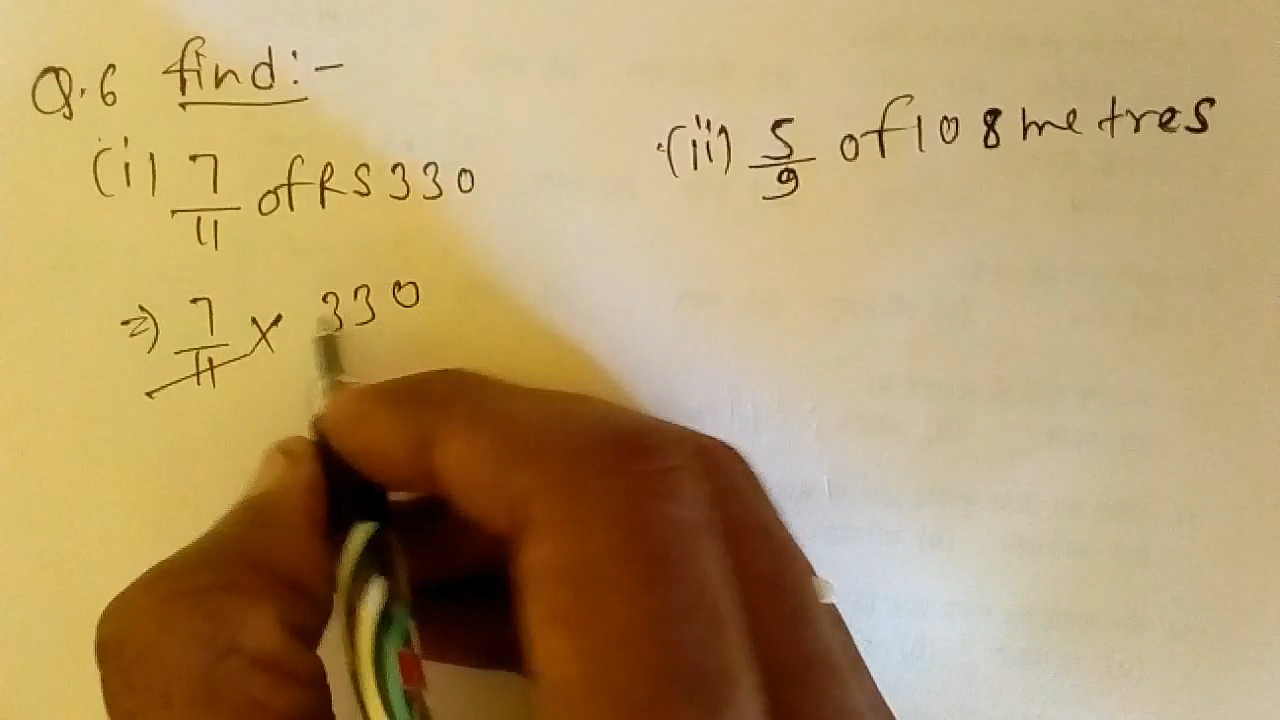 Q.6 find:-
(i) 7/11 of RS 330
=> 7/11 × 330
(ii) 5/9 of 108 metres